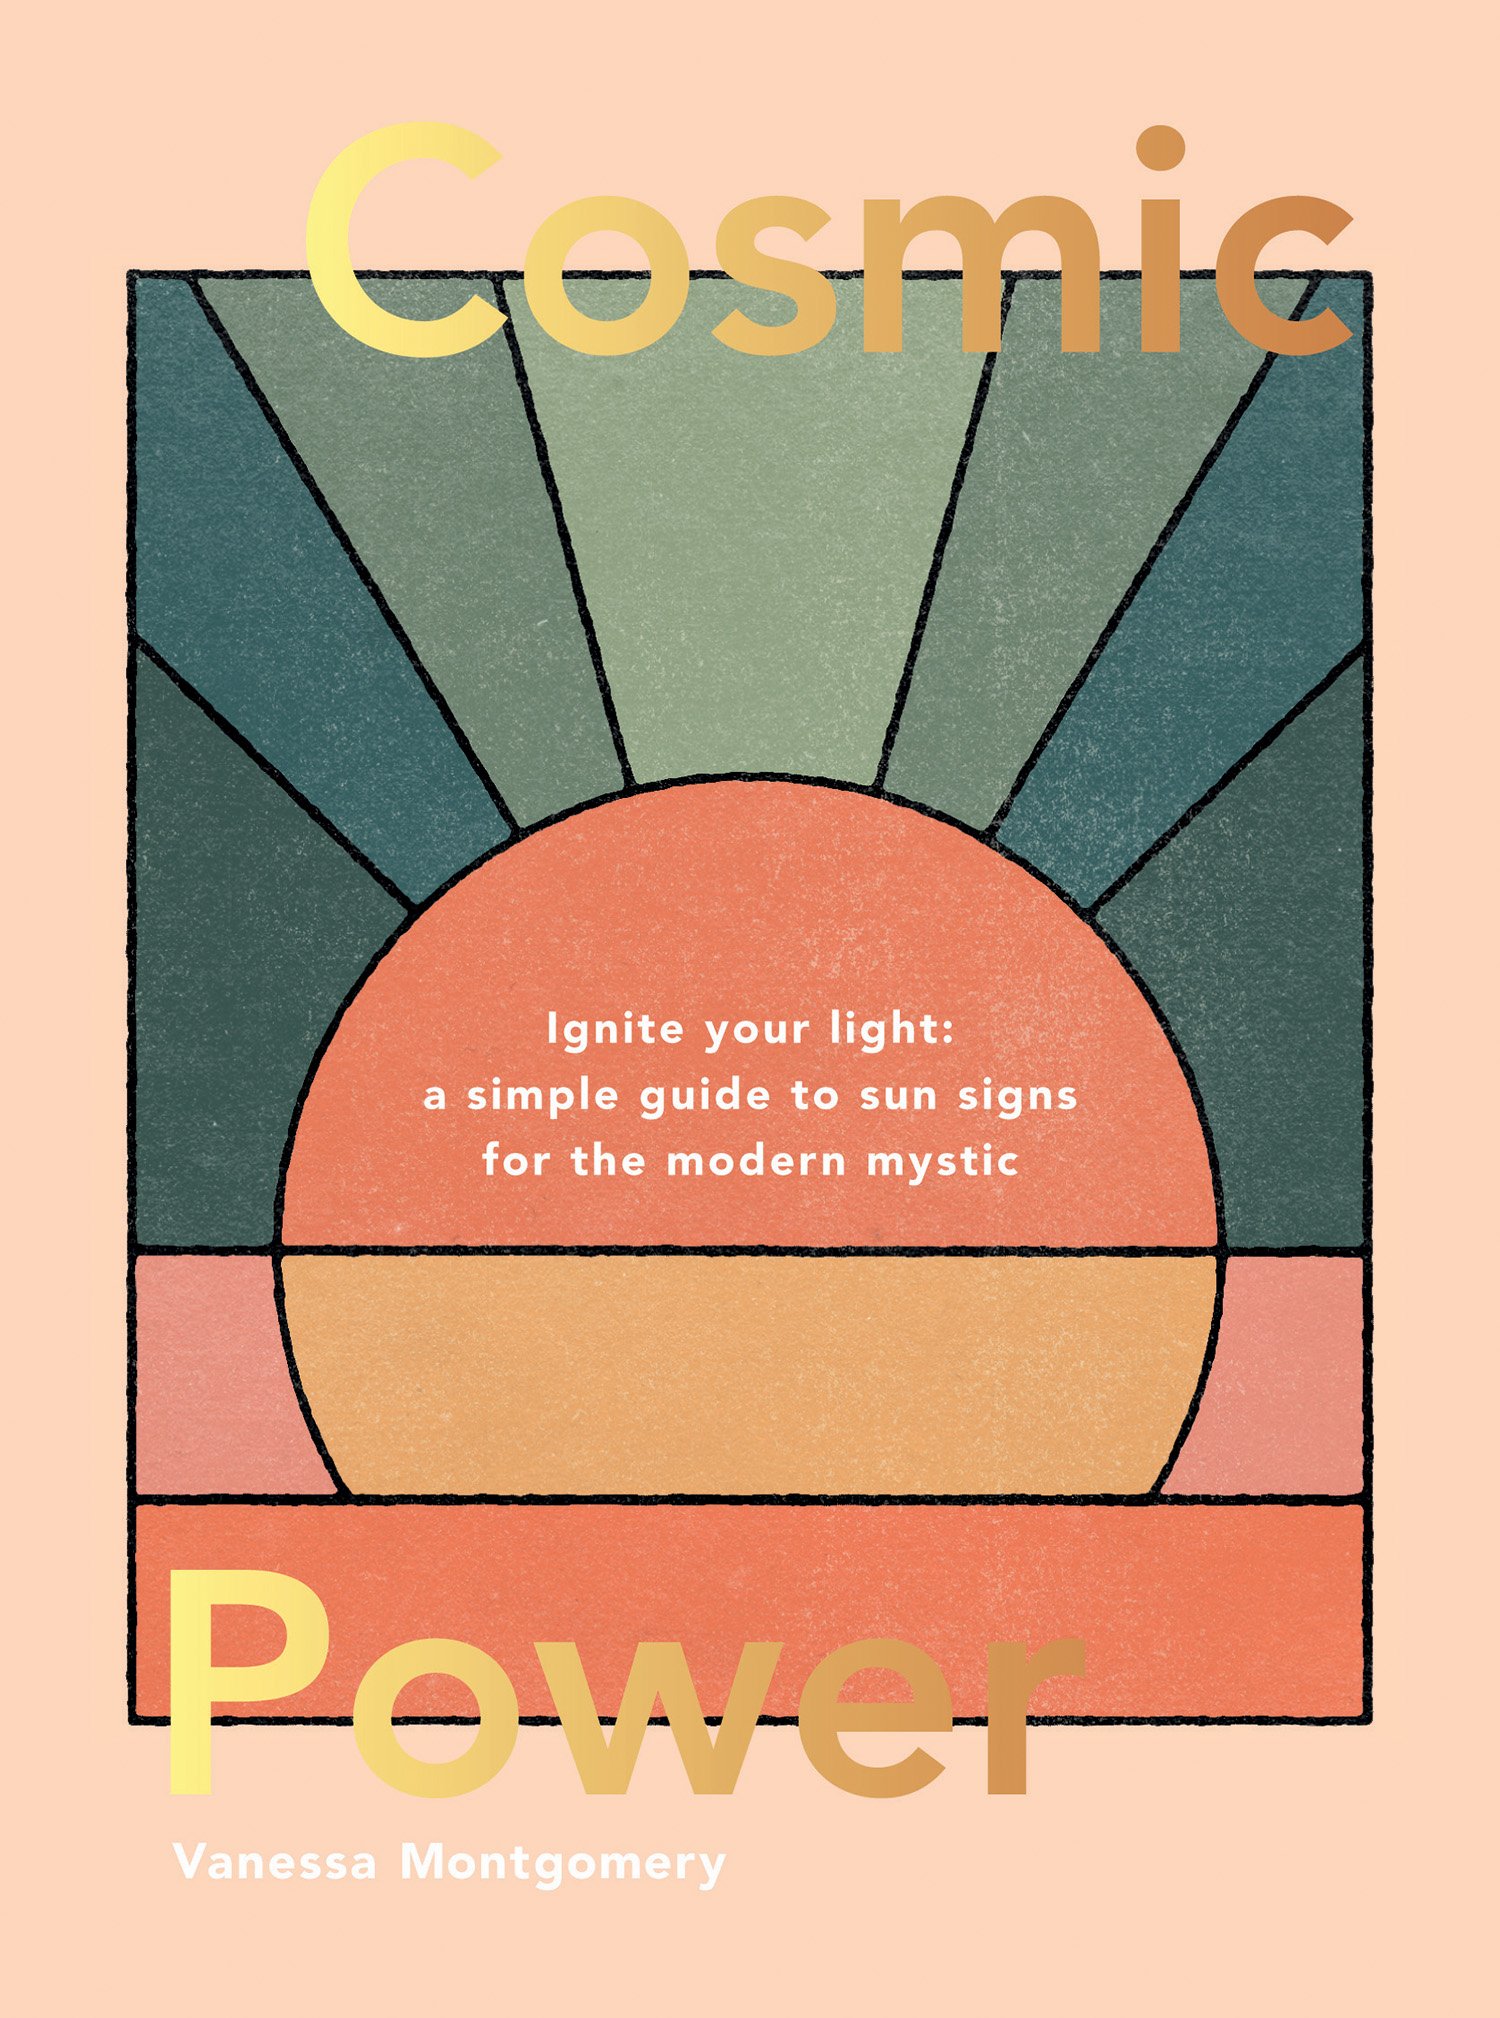 Cosmic
Ignite your light:
a simple guide to sun signs
for the modern mystic
Power
Vanessa Montgomery